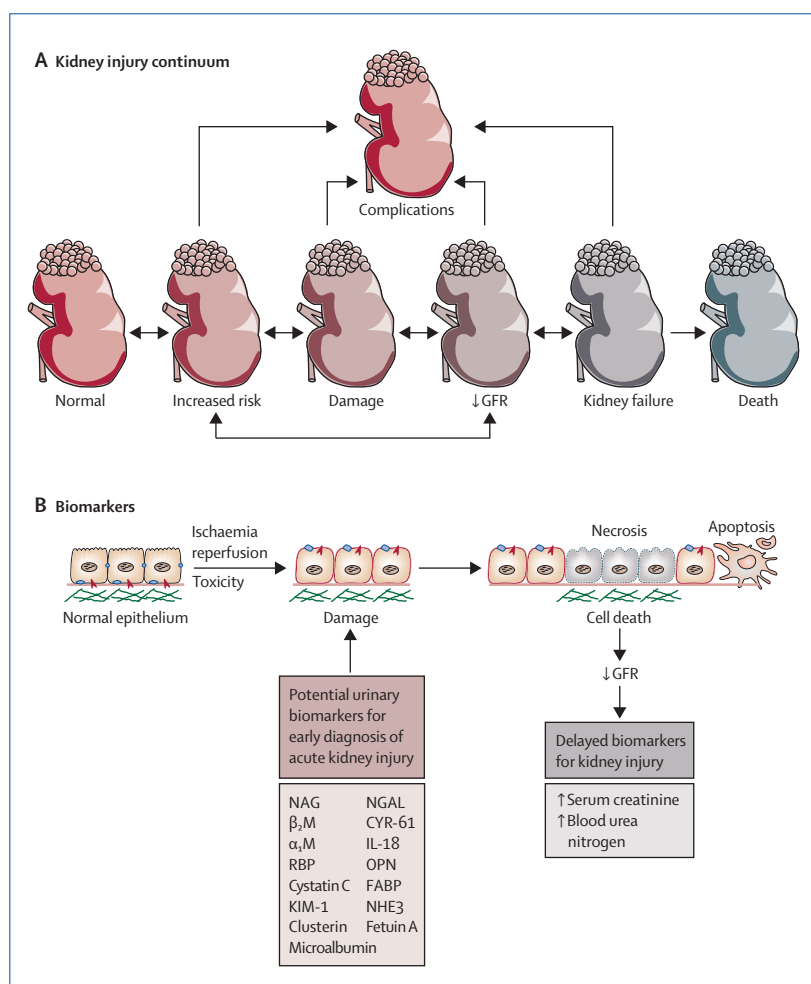 A Kidney injury continuum
Complications
Normal
Increased risk
Damage
↓GFR
Kidney failure
Death
B Biomarkers
Ischaemia
reperfusion
Toxicity
Necrosis
Apoptosis
Normal epithelium
Damage
Cell death
↓GFR
Potential urinary
biomarkers for
early diagnosis of
acute kidney injury
NAG
β₂M
α₁M
RBP
Cystatin C
KIM-1
Clusterin
Microalbumin
NGAL
CYR-61
IL-18
OPN
FABP
NHE3
Fetuin A
Delayed biomarkers
for kidney injury
↑Serum creatinine
↑Blood urea
nitrogen